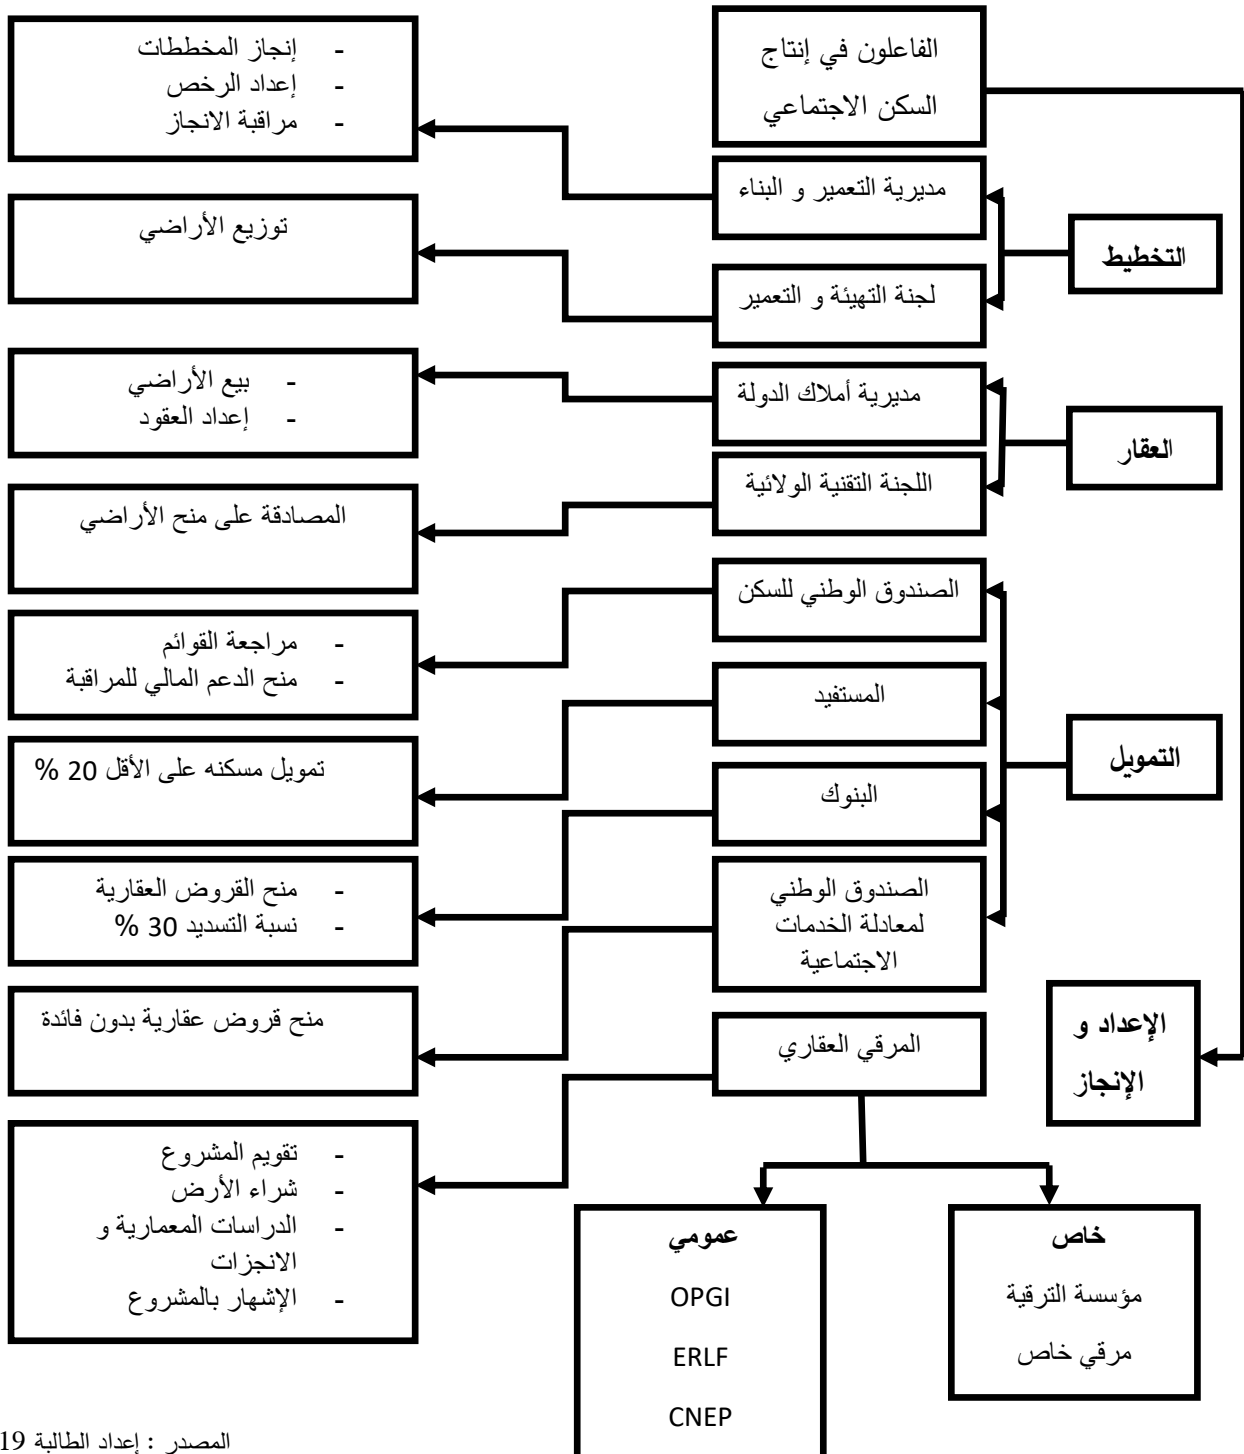 الفاعلون في إنتاج
السكن الاجتماعي
التخطيط
مديرية التعمير و البناء
- إنجاز المخططات
- إعداد الرخص
- مراقبة الانجاز
لجنة التهيئة و التعمير
توزيع الأراضي
العقار
مديرية أملاك الدولة
- بيع الأراضي
- إعداد العقود
اللجنة التقنية الولائية
المصادقة على منح الأراضي
التمويل
الصندوق الوطني للسكن
- مراجعة القوائم
- منح الدعم المالي للمراقبة
المستفيد
تمويل مسكنه على الأقل 20 %
البنوك
- منح القروض العقارية
- نسبة التسديد 30 %
الصندوق الوطني
لمعادلة الخدمات
الاجتماعية
منح قروض عقارية بدون فائدة
الإعداد و
الإنجاز
المرقي العقاري
- تقويم المشروع
- شراء الأرض
- الدراسات المعمارية و
الانجزات
- الإشهار بالمشروع
خاص
مؤسسة الترقية
مرقي خاص
عمومي
OPGI
ERLF
CNEP
المصدر : إعداد الطالبة 19